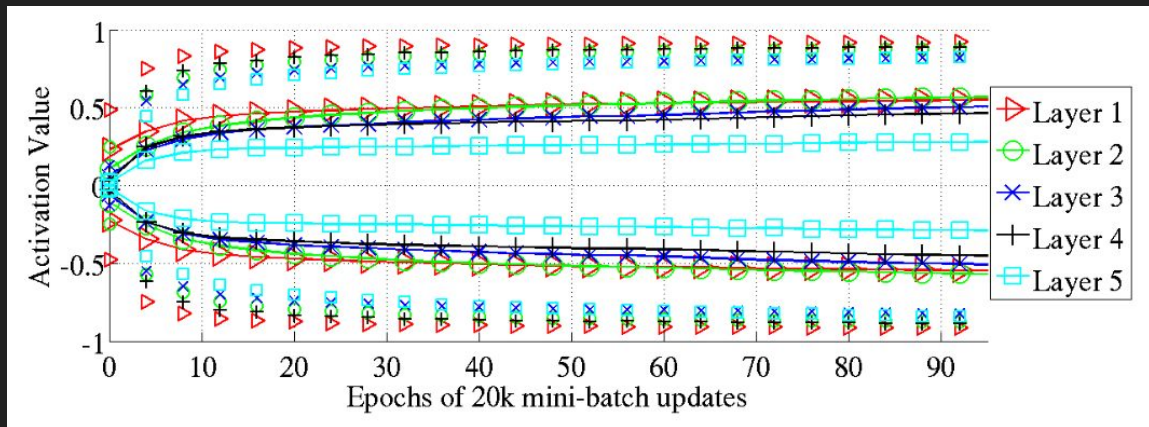 1
0.5
0
-0.5
-1
Activation Value
0 10 20 30 40 50 60 70 80 90
Epochs of 20k mini-batch updates
Layer 1
Layer 2
Layer 3
Layer 4
Layer 5